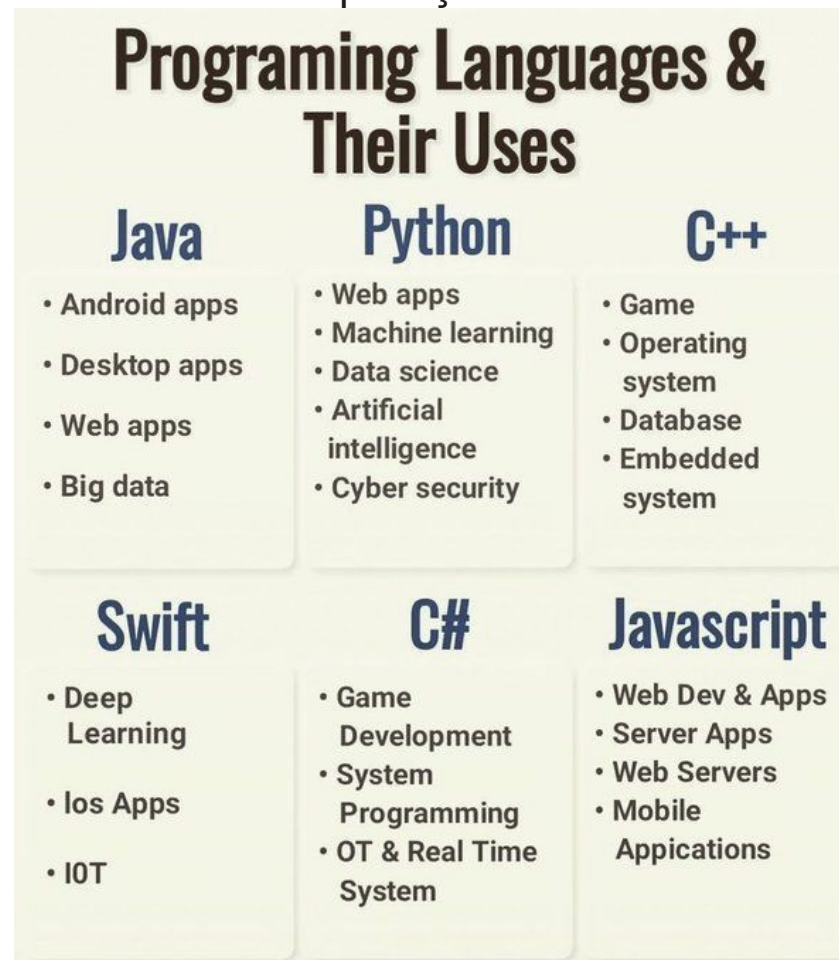 Programing Languages &
Their Uses
Java
• Android apps
• Desktop apps
• Web apps
• Big data
Python
• Web apps
• Machine learning
• Data science
• Artificial
intelligence
• Cyber security
C++
• Game
• Operating
system
• Database
• Embedded
system
Swift
• Deep
Learning
• Ios Apps
• I0T
C#
• Game
Development
• System
Programming
• OT & Real Time
System
Javascript
• Web Dev & Apps
• Server Apps
• Web Servers
• Mobile
Appications